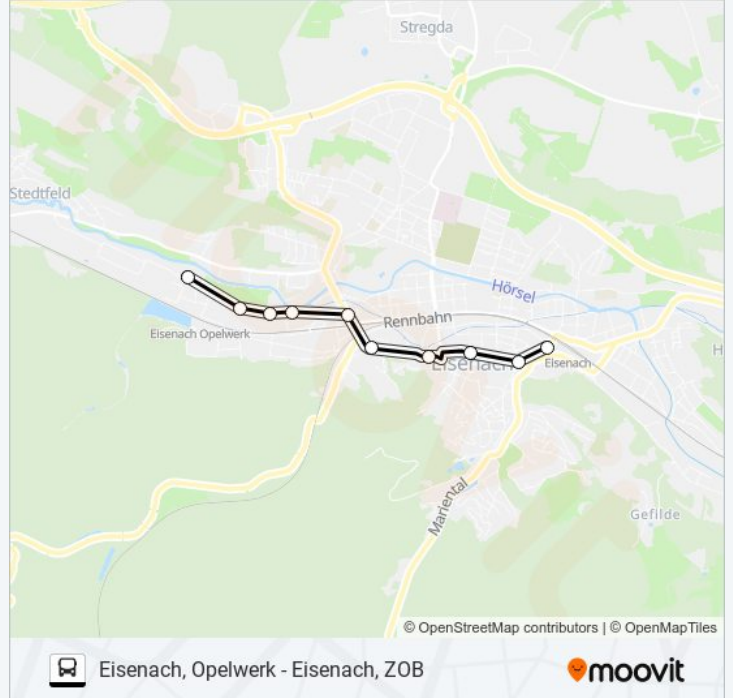 Stregda
Stedtfeld
Hörsel
Rennbahn
Eisenach Opelwerk
Eisenach
Eisenach
H
Mariental
Gefilde
© OpenStreetMap contributors | © OpenMapTiles
Eisenach, Opelwerk - Eisenach, ZOB
moovit